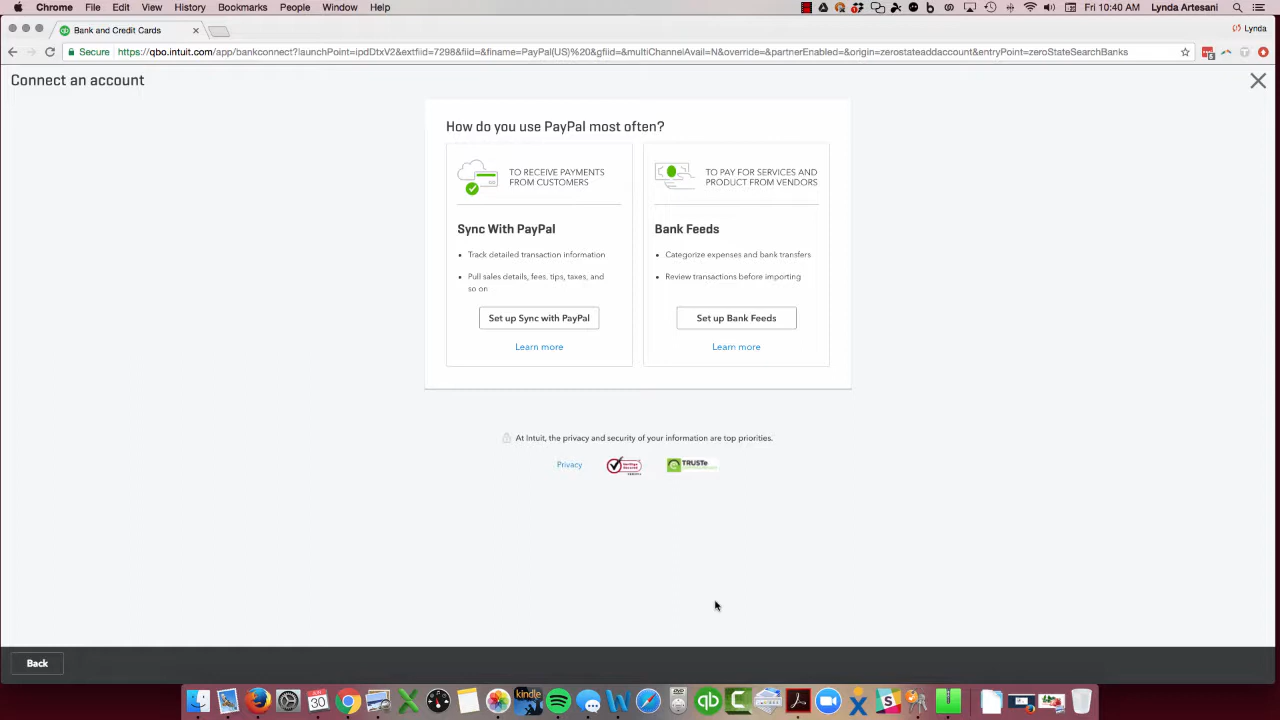 Chrome File Edit View History Bookmarks People Window Help
Fri 10:40 AM Lynda Artesani
Bank and Credit Cards
Lynda
Secure https://qbo.intuit.com/app/bankconnect?launchPoint=ipdDtxV2&extfiid=7298&fiid=&finame=PayPal(US)%20&gfiid=&multiChannelAvail=N&override=&partnerEnabled=&origin=zerostateaddaccount&entryPoint=zeroStateSearchBanks
Connect an account
How do you use PayPal most often?
TO RECEIVE PAYMENTS
FROM CUSTOMERS
Sync With PayPal
Track detailed transaction information
Pull sales details, fees, tips, taxes, and
so on
Set up Sync with PayPal
Learn more
TO PAY FOR SERVICES AND
PRODUCT FROM VENDORS
Bank Feeds
Categorize expenses and bank transfers
Review transactions before importing
Set up Bank Feeds
Learn more
At Intuit, the privacy and security of your information are top priorities.
Privacy
TRUSTe
Back
30
kindle